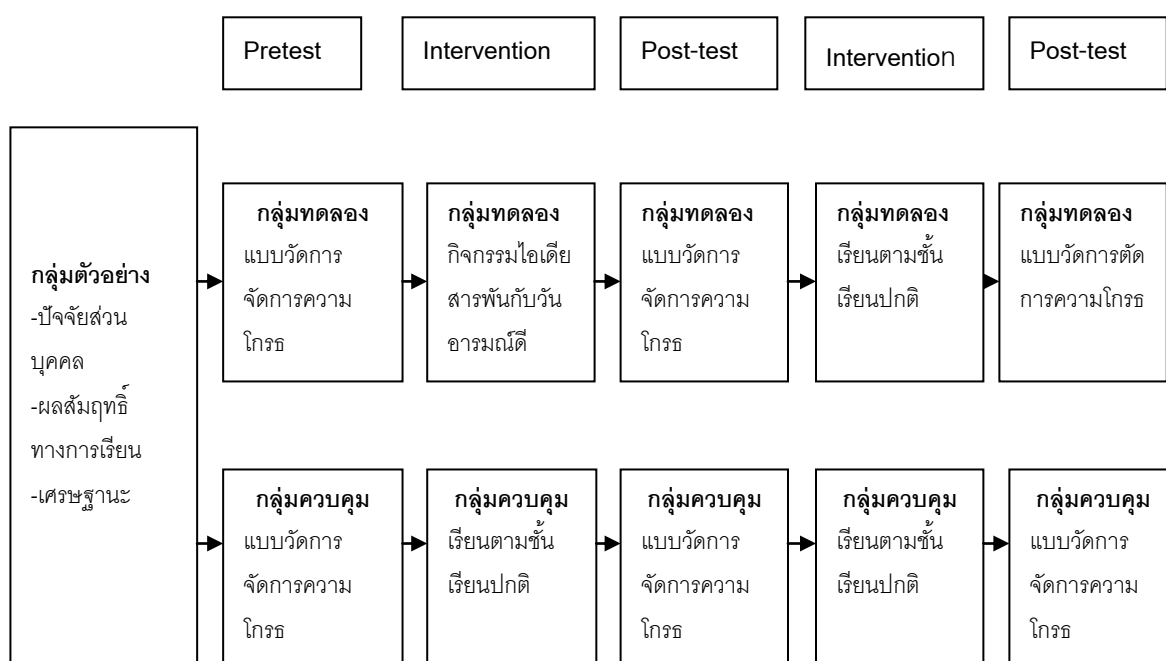 Pretest
Intervention
Post-test
Intervention
Post-test
กลุ่มตัวอย่าง
-ปัจจัยส่วน
บุคคล
-ผลสัมฤทธิ์
ทางการเรียน
-เศรษฐานะ
กลุ่มทดลอง
แบบวัดการ
จัดการความ
โกรธ
กลุ่มทดลอง
กิจกรรมไอเดีย
สารพันกับวัน
อารมณ์ดี
กลุ่มทดลอง
แบบวัดการ
จัดการความ
โกรธ
กลุ่มทดลอง
เรียนตามชั้น
เรียนปกติ
กลุ่มทดลอง
แบบวัดการตัด
การความโกรธ
กลุ่มควบคุม
แบบวัดการ
จัดการความ
โกรธ
กลุ่มควบคุม
เรียนตามชั้น
เรียนปกติ
กลุ่มควบคุม
แบบวัดการ
จัดการความ
โกรธ
กลุ่มควบคุม
เรียนตามชั้น
เรียนปกติ
กลุ่มควบคุม
แบบวัดการ
จัดการความ
โกรธ